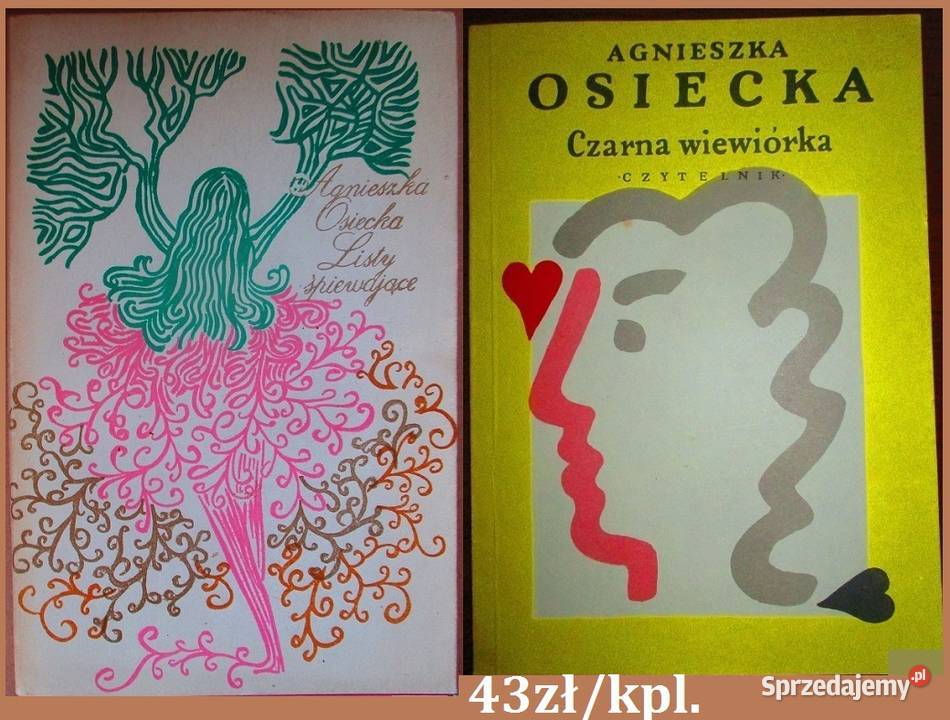 Agnieszka
Osiecka
Listy
śpiewające
AGNIESZKA
OSIECKA
Czarna wiewiórka
·CZYTELNIK·
43zł/kpl.
Sprzedajemy.pl